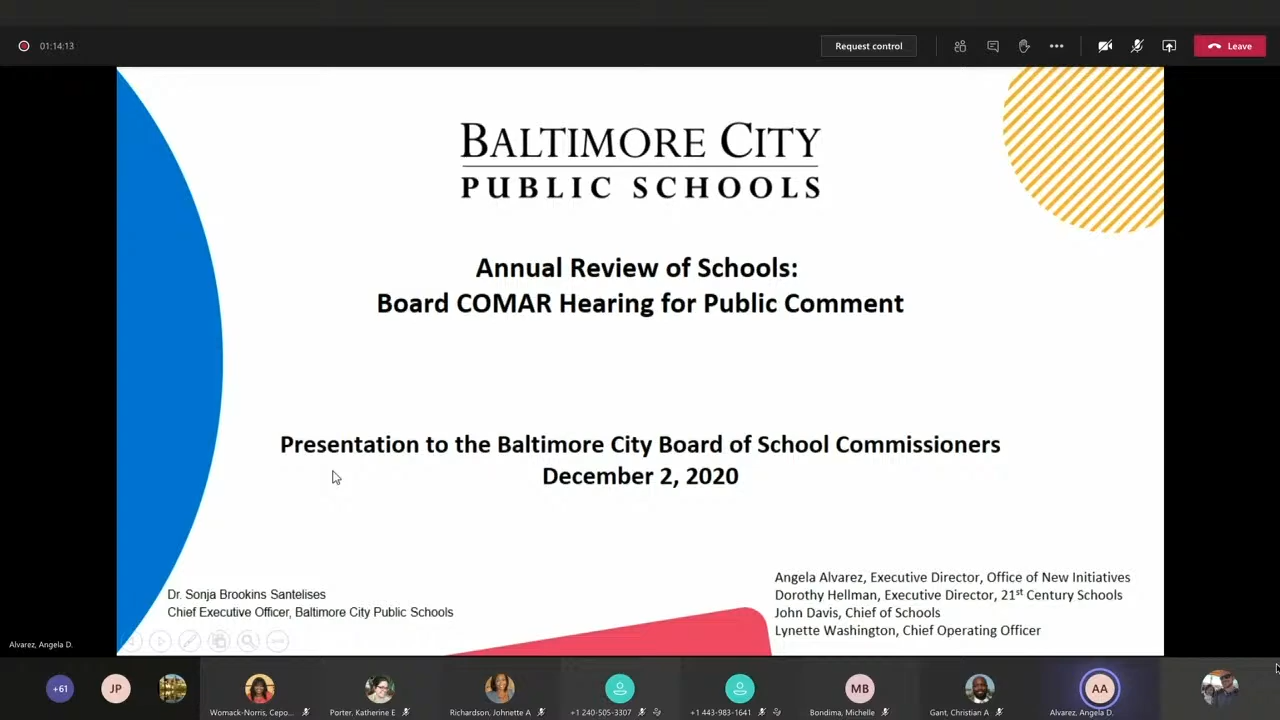 01:14:13
Request control
Leave
BALTIMORE CITY
PUBLIC SCHOOLS
Annual Review of Schools:
Board COMAR Hearing for Public Comment
Presentation to the Baltimore City Board of School Commissioners
December 2, 2020
Dr. Sonja Brookins Santelises
Chief Executive Officer, Baltimore City Public Schools
Angela Alvarez, Executive Director, Office of New Initiatives
Dorothy Hellman, Executive Director, 21st Century Schools
John Davis, Chief of Schools
Lynette Washington, Chief Operating Officer
Alvarez, Angela D.
+61
JP
MB
AA
Womack-Norris, Cepo...
Porter, Katherine E
Richardson, Johnette A
+1 240-505-3307
+1 443-983-1641
Bondima, Michelle
Gant, Christian A
Alvarez, Angela D.